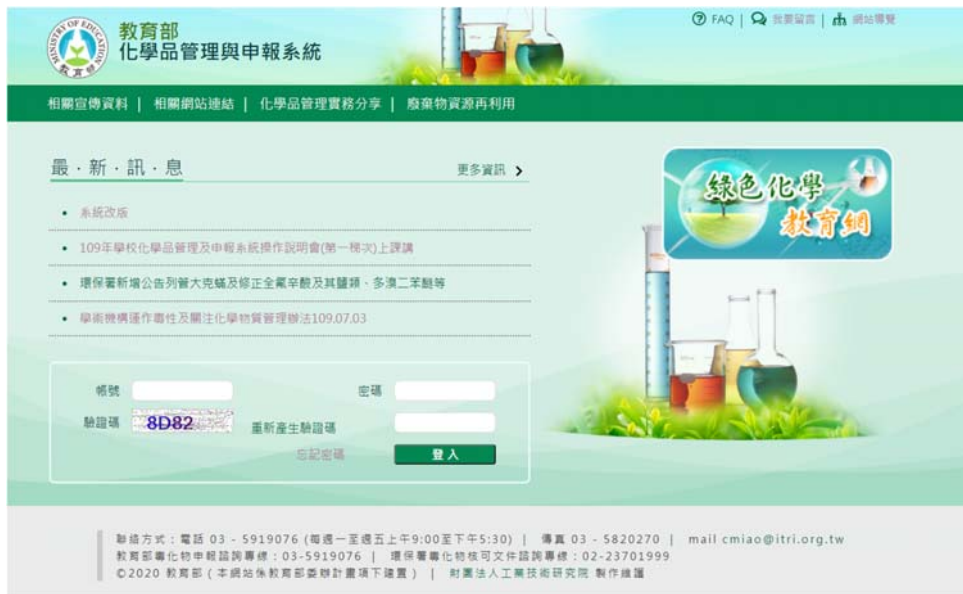 MINISTRY OF EDUCATION
教育部
教育部
化學品管理與申報系統
FAQ | 我要留言 | 網站導覽
相關宣傳資料 | 相關網站連結 | 化學品管理實務分享 | 廢棄物資源再利用
最‧新‧訊‧息
更多資訊
系統改版
109年學校化學品管理及申報系統操作說明會(第一梯次)上課講
環保署新增公告列管大克蟎及修正全氟辛酸及其鹽類、多溴二苯醚等
學術機構運作毒性及關注化學物質管理辦法109.07.03
綠色化學
教育網
帳號
密碼
驗證碼 8D82 重新產生驗證碼
忘記密碼 登入
聯絡方式：電話 03 - 5919076 (每週一至週五上午9:00至下午5:30) | 傳真 03 - 5820270 | mail cmiao@itri.org.tw
教育部毒化物申報諮詢專線：03-5919076 | 環保署毒化物核可文件諮詢專線：02-23701999
©2020 教育部（本網站係教育部委辦計畫項下建置） | 財團法人工業技術研究院 製作維護